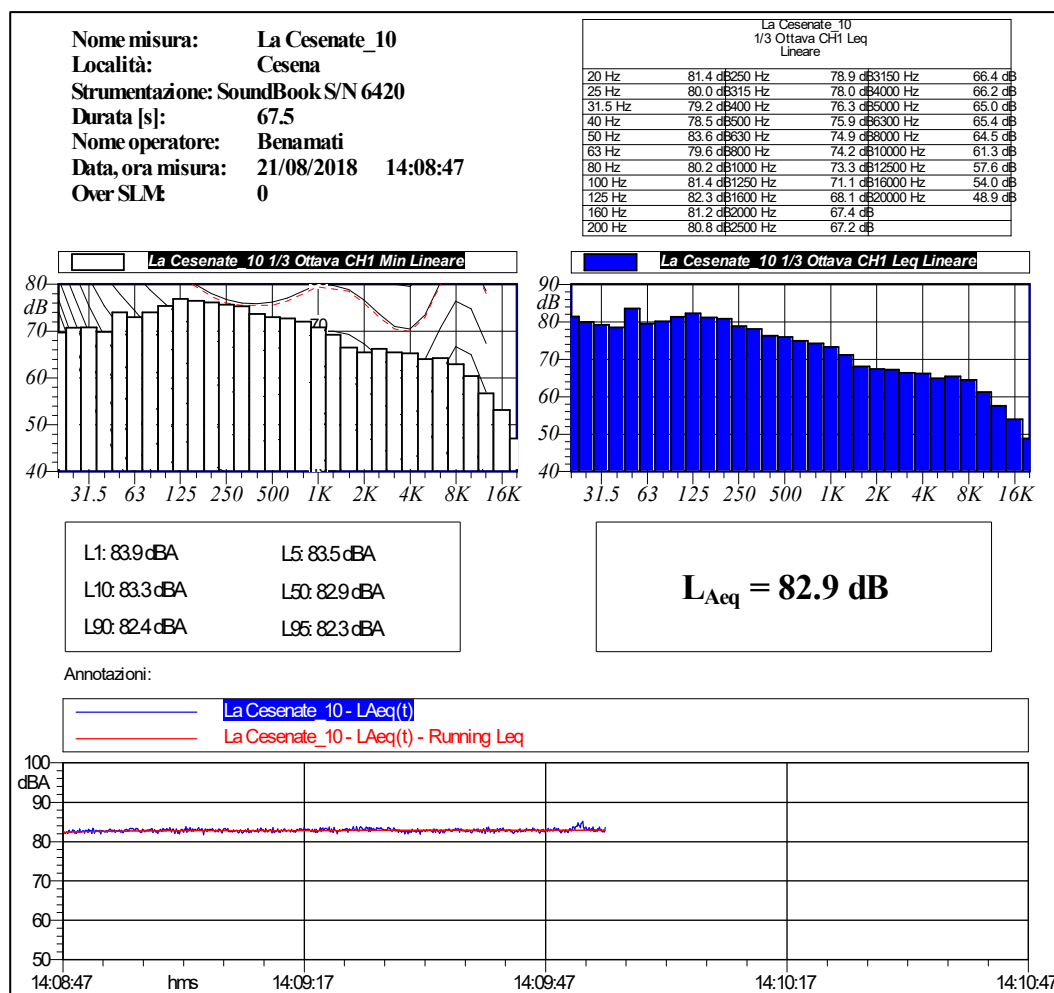 Nome misura: La Cesenate_10
Località: Cesena
Strumentazione: SoundBook S/N 6420
Durata [s]: 67.5
Nome operatore: Benamati
Data, ora misura: 21/08/2018 14:08:47
Over SLM: 0
La Cesenate_10
1/3 Ottava CH1 Leq
Lineare
20 Hz 81.4 dB 250 Hz 78.9 dB 3150 Hz 66.4 dB
25 Hz 80.0 dB 315 Hz 78.0 dB 4000 Hz 66.2 dB
31.5 Hz 79.2 dB 400 Hz 76.3 dB 5000 Hz 65.0 dB
40 Hz 78.5 dB 500 Hz 75.9 dB 6300 Hz 65.4 dB
50 Hz 83.6 dB 630 Hz 74.9 dB 8000 Hz 64.5 dB
63 Hz 79.6 dB 800 Hz 74.2 dB 10000 Hz 61.3 dB
80 Hz 80.2 dB 1000 Hz 73.3 dB 12500 Hz 57.6 dB
100 Hz 81.4 dB 1250 Hz 71.1 dB 16000 Hz 54.0 dB
125 Hz 82.3 dB 1600 Hz 68.1 dB 20000 Hz 48.9 dB
160 Hz 81.2 dB 2000 Hz 67.4 dB
200 Hz 80.8 dB 2500 Hz 67.2 dB
La Cesenate_10 1/3 Ottava CH1 Min Lineare
80
dB
70
60
50
40
31.5 63 125 250 500 1K 2K 4K 8K 16K
La Cesenate_10 1/3 Ottava CH1 Leq Lineare
90
dB
80
70
60
50
40
31.5 63 125 250 500 1K 2K 4K 8K 16K
L1: 83.9 dBA L5: 83.5 dBA
L10: 83.3 dBA L50: 82.9 dBA
L90: 82.4 dBA L95: 82.3 dBA
LAeq = 82.9 dB
Annotazioni:
La Cesenate_10 - LAeq(t)
La Cesenate_10 - LAeq(t) - Running Leq
100
dBA
90
80
70
60
50
14:08:47 hms 14:09:17 14:09:47 14:10:17 14:10:47